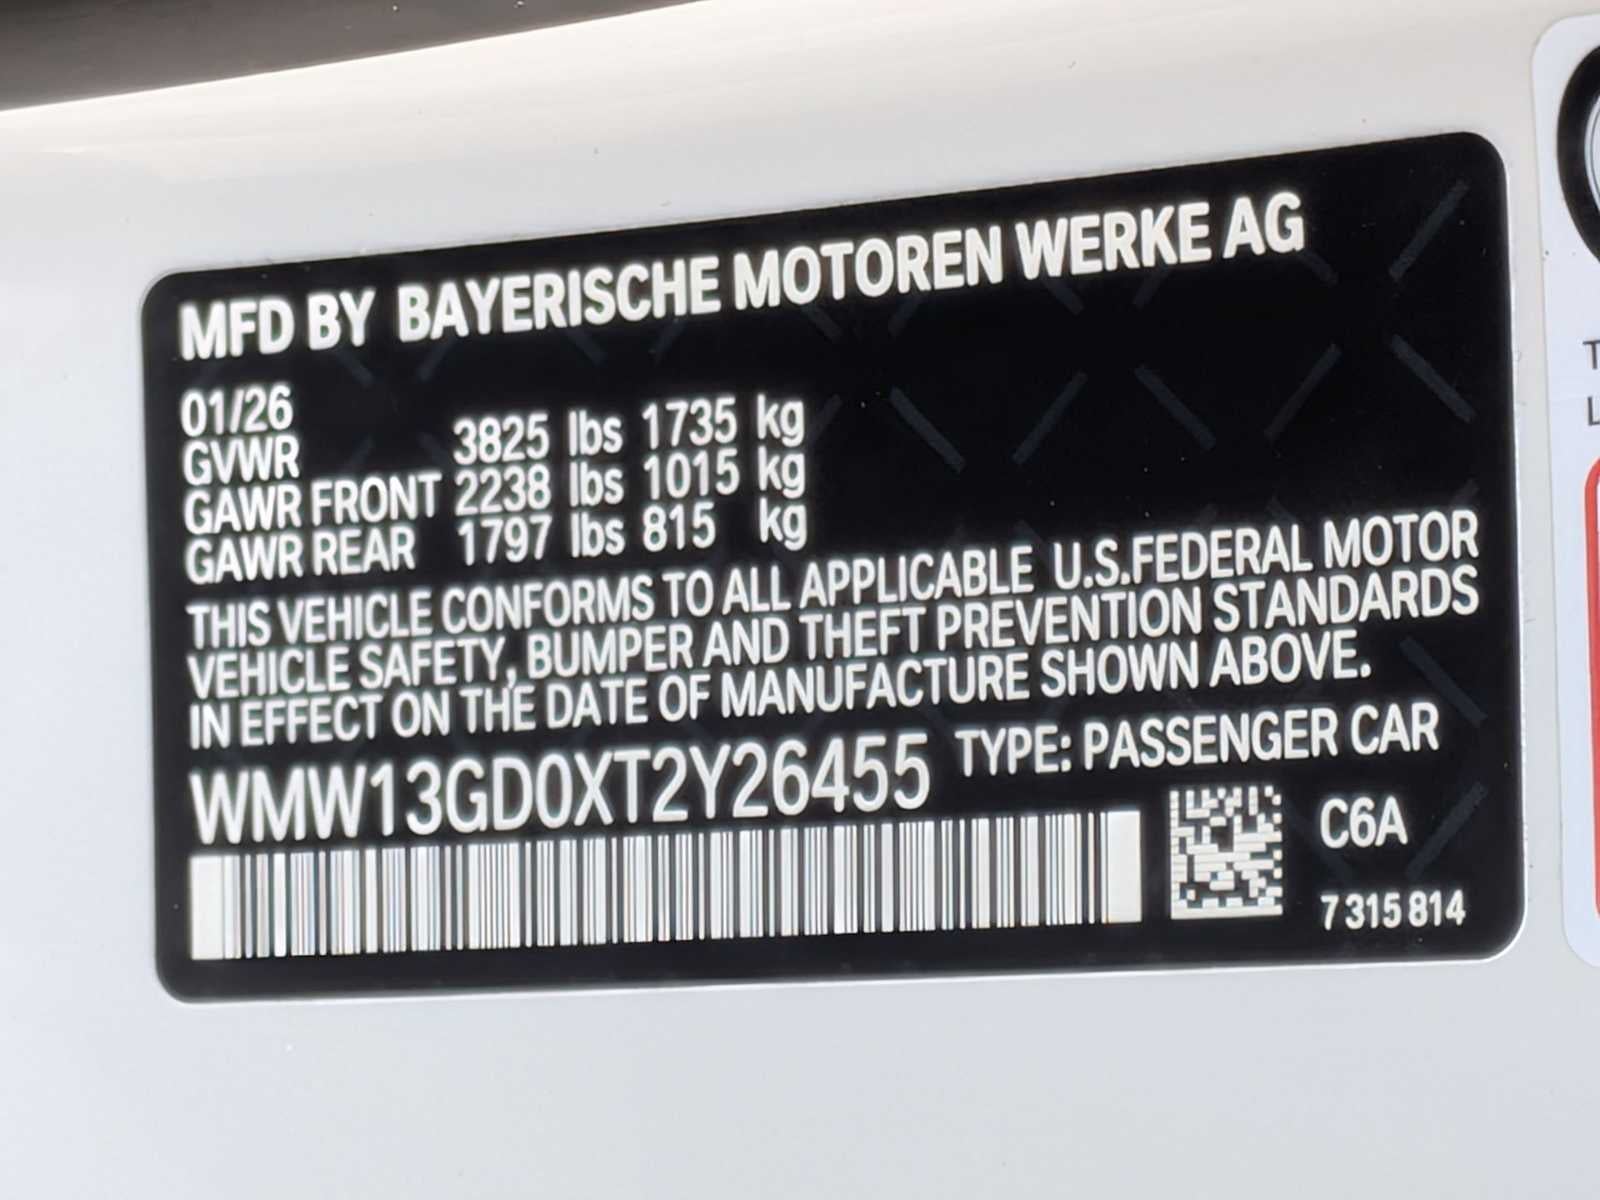 MFD BY BAYERISCHE MOTOREN WERKE AG
01/26
GVWR 3825 lbs 1735 kg
GAWR FRONT 2238 lbs 1015 kg
GAWR REAR 1797 lbs 815 kg
THIS VEHICLE CONFORMS TO ALL APPLICABLE U.S.FEDERAL MOTOR
VEHICLE SAFETY, BUMPER AND THEFT PREVENTION STANDARDS
IN EFFECT ON THE DATE OF MANUFACTURE SHOWN ABOVE.
WMW13GD0XT2Y26455 TYPE: PASSENGER CAR
C6A
7 315 814